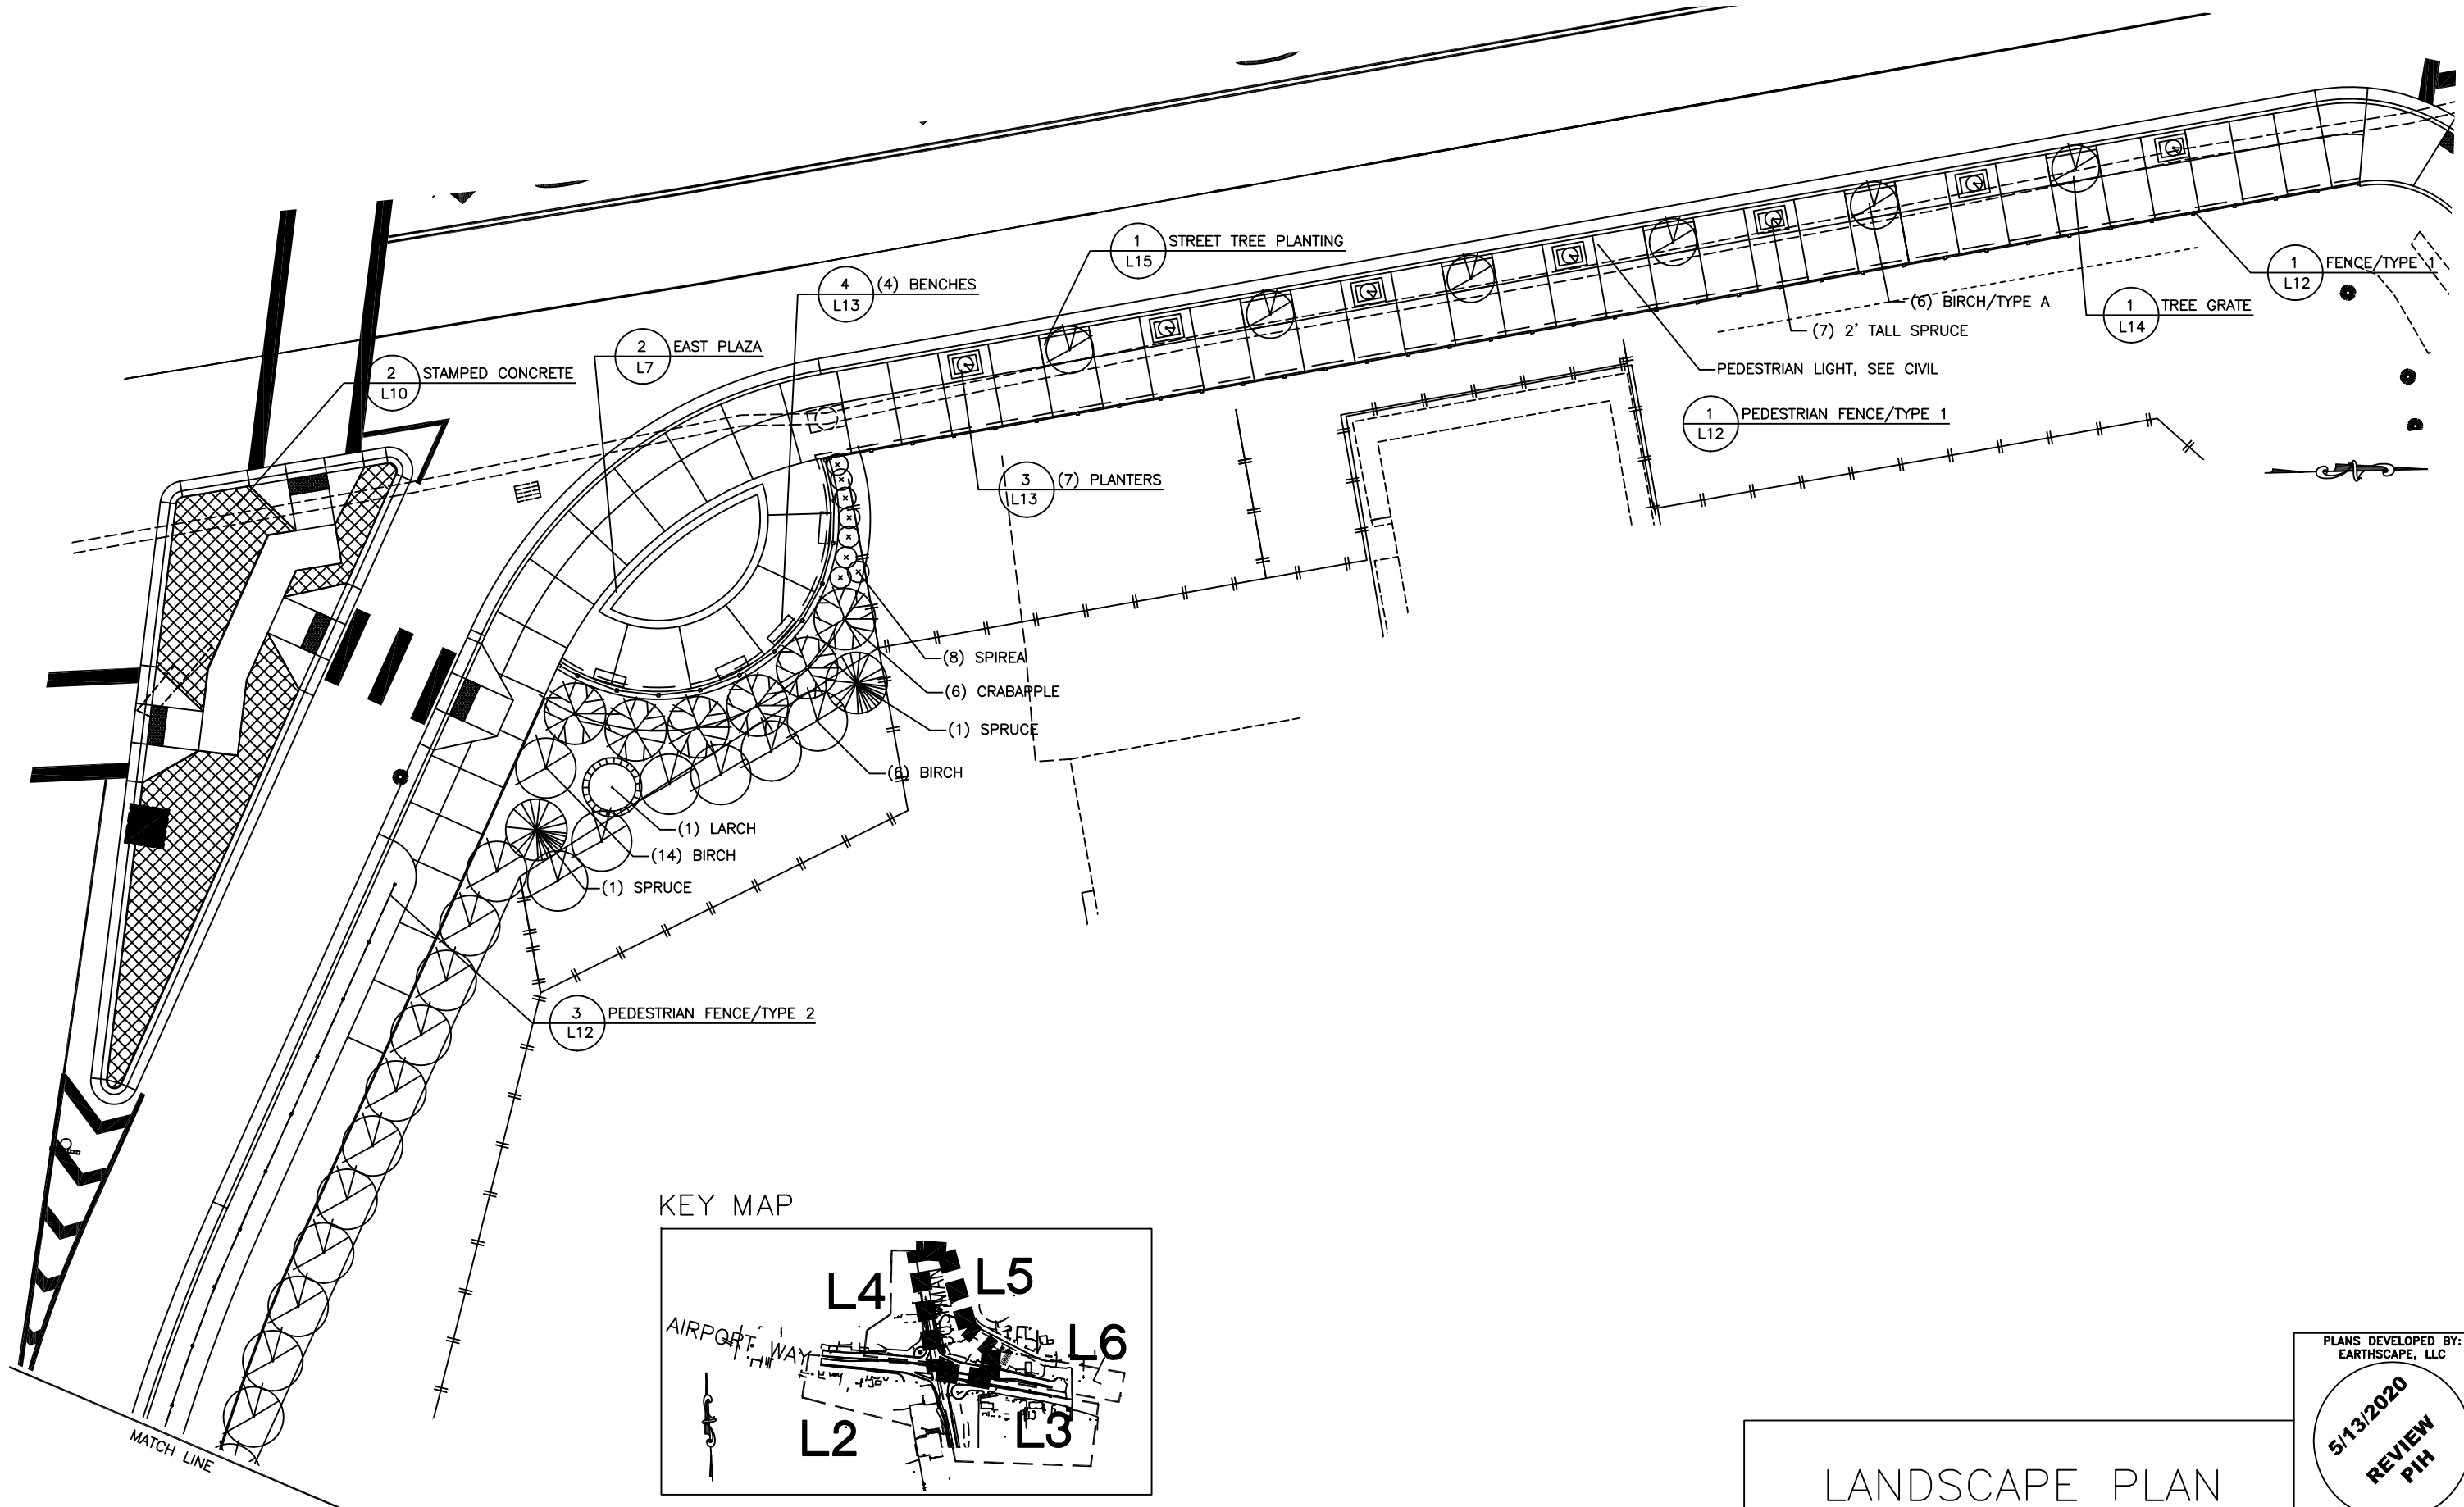 1
L15
STREET TREE PLANTING
4
L13
(4) BENCHES
2
L7
EAST PLAZA
2
L10
STAMPED CONCRETE
1
L12
FENCE/TYPE 1
(6) BIRCH/TYPE A
1
L14
TREE GRATE
(7) 2' TALL SPRUCE
PEDESTRIAN LIGHT, SEE CIVIL
1
L12
PEDESTRIAN FENCE/TYPE 1
3
L13
(7) PLANTERS
(8) SPIREA
(6) CRABAPPLE
(1) SPRUCE
(6) BIRCH
(1) LARCH
(14) BIRCH
(1) SPRUCE
3
L12
PEDESTRIAN FENCE/TYPE 2
KEY MAP
L4
L5
AIRPORT WAY
L6
L2
L3
MATCH LINE
LANDSCAPE PLAN
PLANS DEVELOPED BY:
EARTHSCAPE, LLC
5/13/2020
REVIEW
PIH